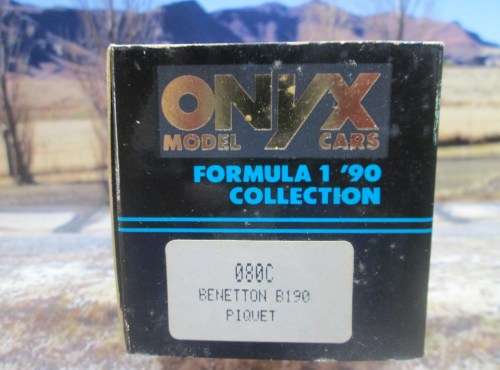 ONYX
MODEL CARS
FORMULA 1 '90
COLLECTION
080C
BENETTON B190
PIQUET